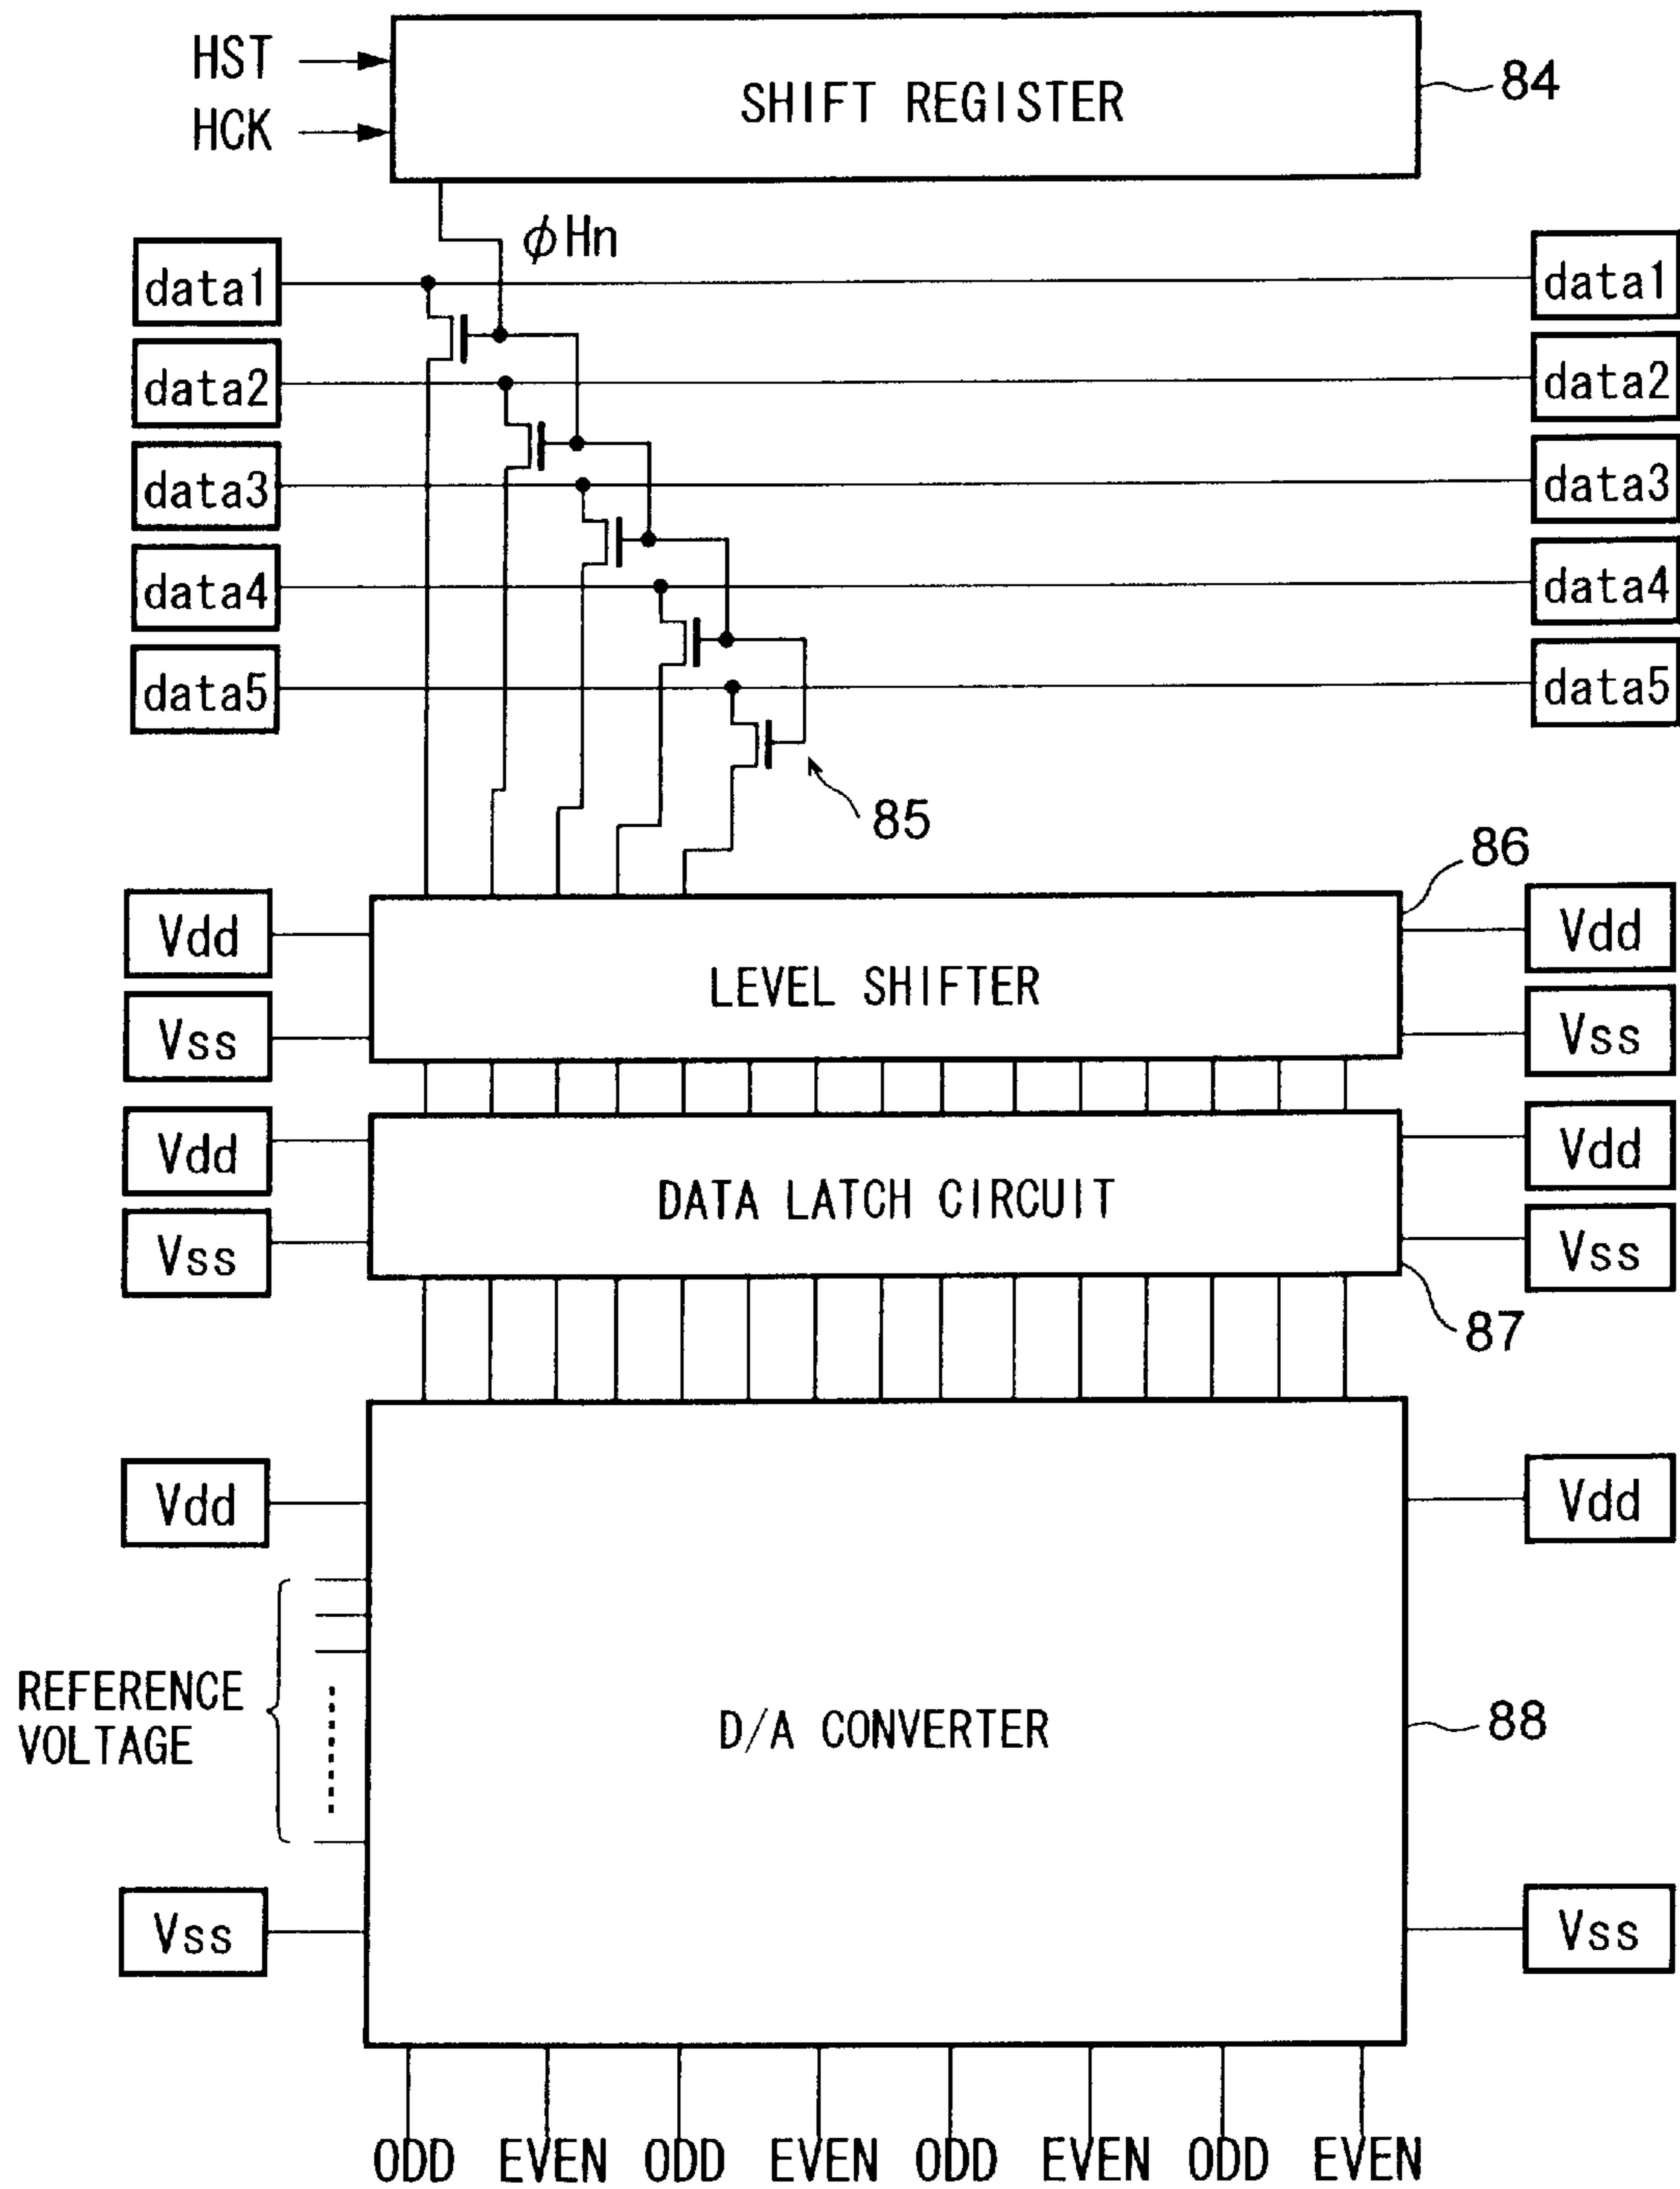 HST
HCK
SHIFT REGISTER
84
φHn
data1
data1
data2
data2
data3
data3
data4
data4
data5
data5
85
86
Vdd
Vdd
LEVEL SHIFTER
Vss
Vss
Vdd
Vdd
DATA LATCH CIRCUIT
Vss
Vss
87
Vdd
Vdd
REFERENCE
VOLTAGE
D/A CONVERTER
88
Vss
Vss
ODD EVEN ODD EVEN ODD EVEN ODD EVEN